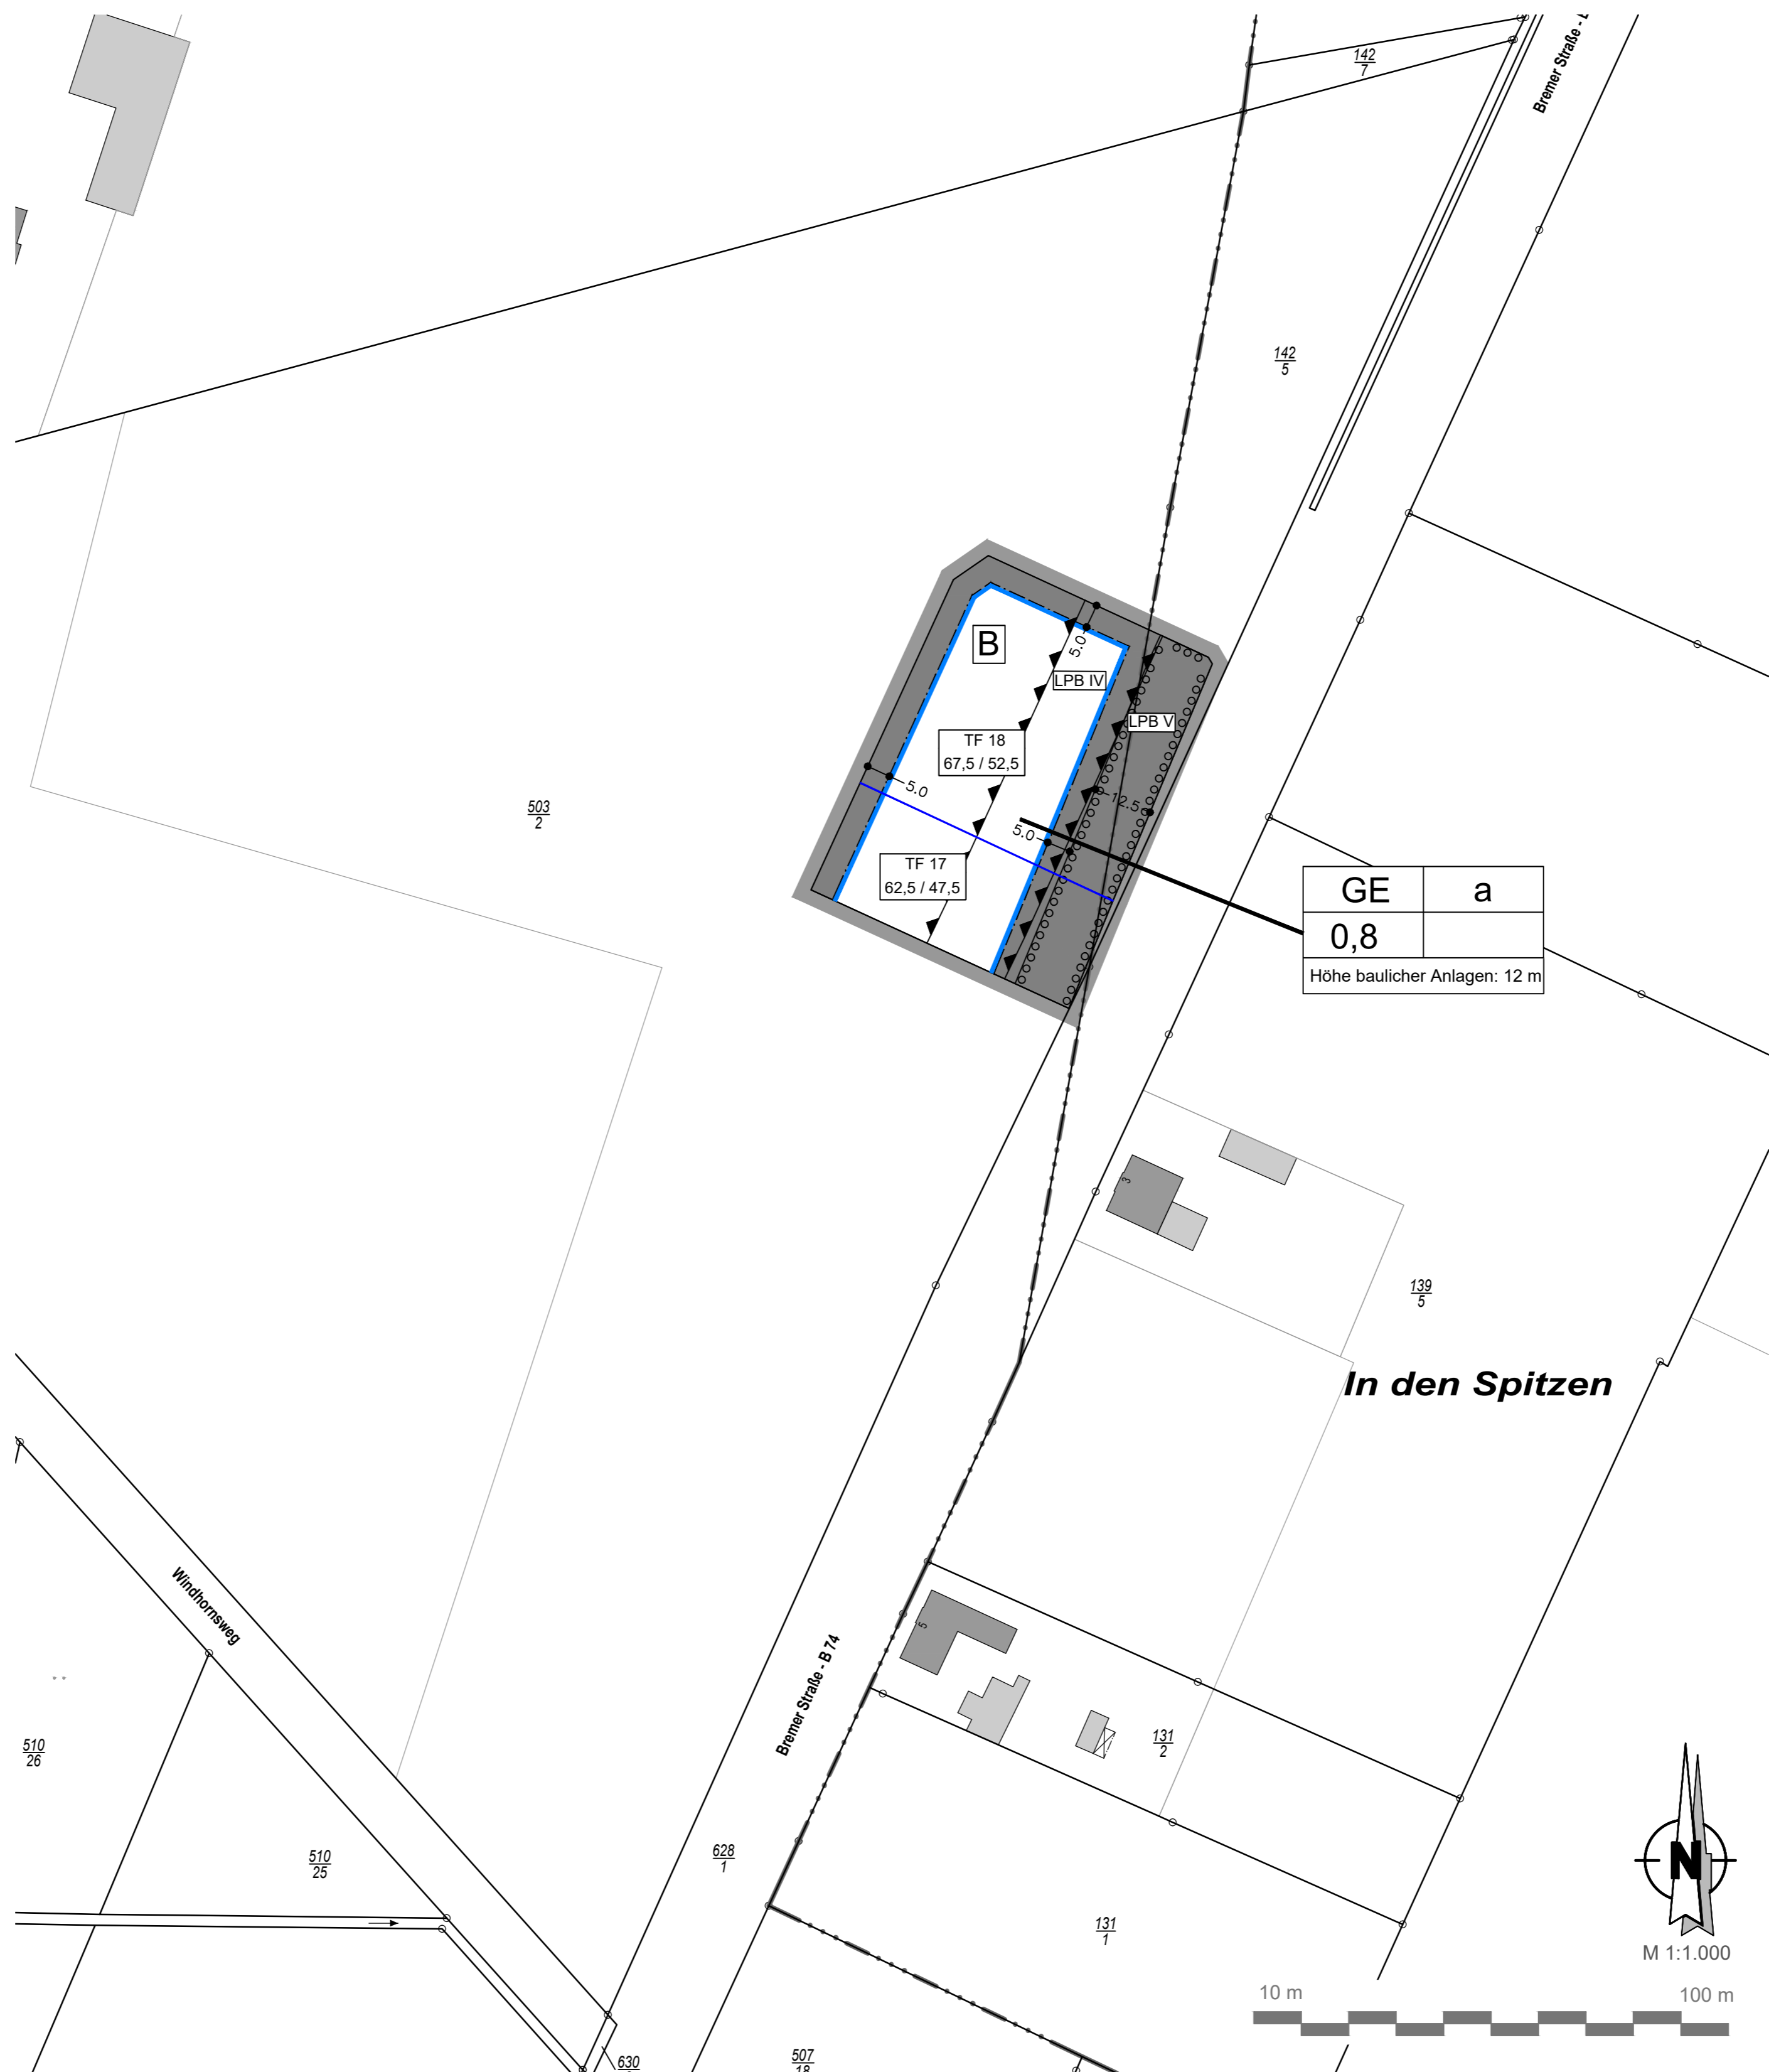 142
7
Bremer Straße -
142
5
B
5.0
LPB IV
LPB V
TF 18
67,5 / 52,5
5.0
12.5
503
2
5.0
TF 17
62,5 / 47,5
GE
a
0,8
Höhe baulicher Anlagen: 12 m
3
139
5
In den Spitzen
Windhornsweg
5
Bremer Straße - B 74
131
2
510
26
510
25
628
1
131
1
N
M 1:1.000
10 m
100 m
630
507
18